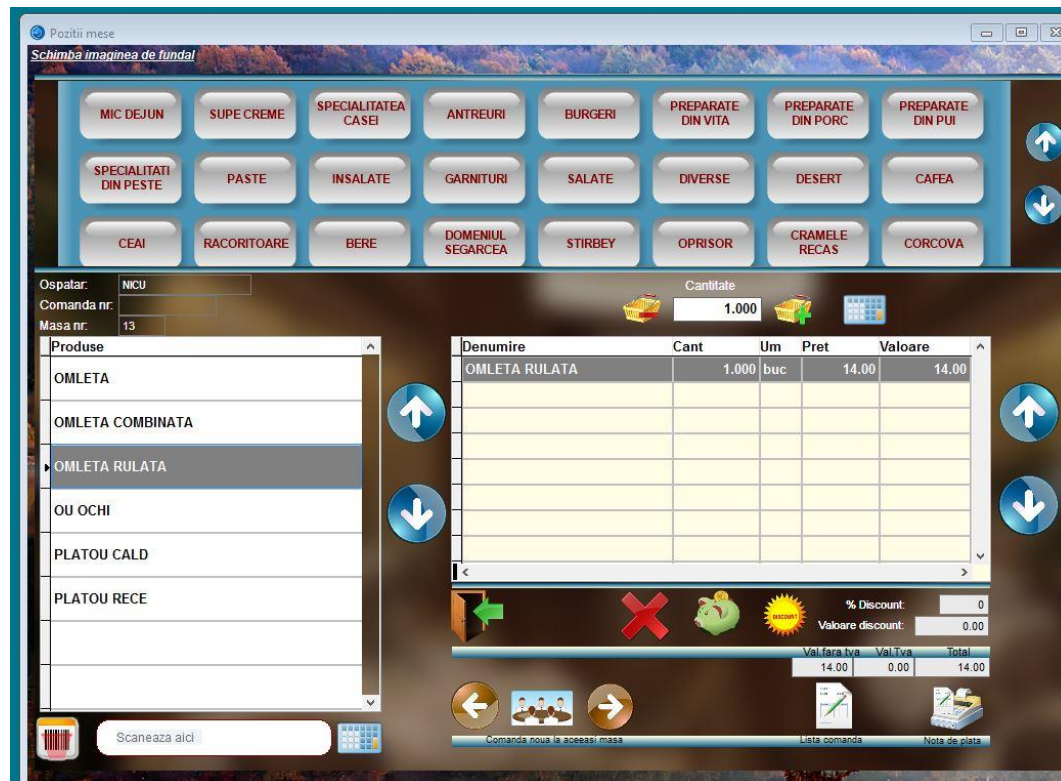 Pozitii mese
Schimba imaginea de fundal
MIC DEJUN
SUPE CREME
SPECIALITATEA
CASEI
ANTREURI
BURGERI
PREPARATE
DIN VITA
PREPARATE
DIN PORC
PREPARATE
DIN PUI
SPECIALITATI
DIN PESTE
PASTE
INSALATE
GARNITURI
SALATE
DIVERSE
DESERT
CAFEA
CEAI
RACORITOARE
BERE
DOMENIUL
SEGARCEA
STIRBEY
OPRISOR
CRAMELE
RECAS
CORCOVA
Ospatar: NICU
Comanda nr:
Masa nr: 13
Cantitate
1.000
Produse
OMLETA
OMLETA COMBINATA
OMLETA RULATA
OU OCHI
PLATOU CALD
PLATOU RECE
Denumire Cant Um Pret Valoare
OMLETA RULATA 1.000 buc 14.00 14.00
DISCOUNT
% Discount: 0
Valoare discount: 0.00
Val.fara tva Val.Tva Total
14.00 0.00 14.00
Comanda noua la aceeasi masa
Lista comanda
Nota de plata
Scaneaza aici